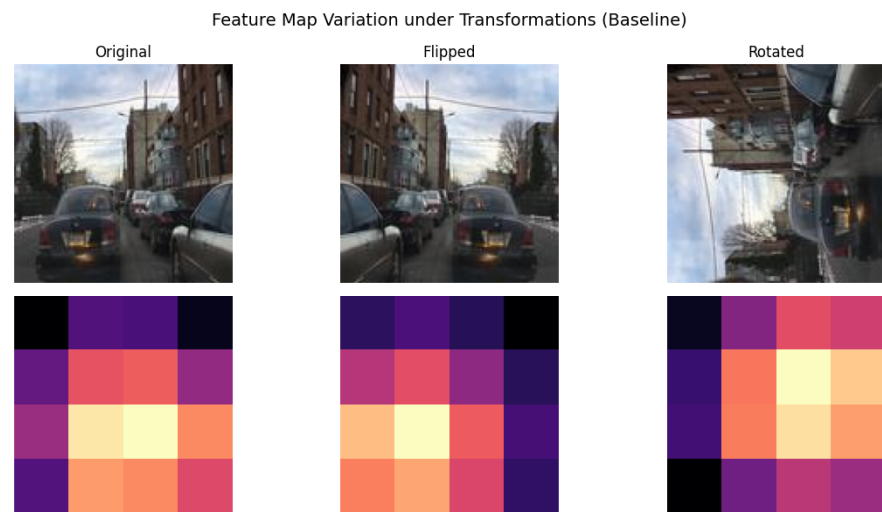 Feature Map Variation under Transformations (Baseline)
Original
Flipped
Rotated